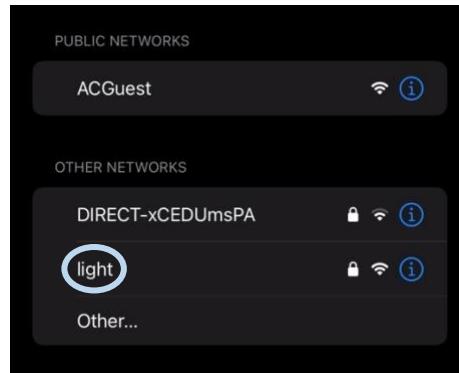 PUBLIC NETWORKS
ACGuest
OTHER NETWORKS
DIRECT-xCEDUmsPA
light
Other...